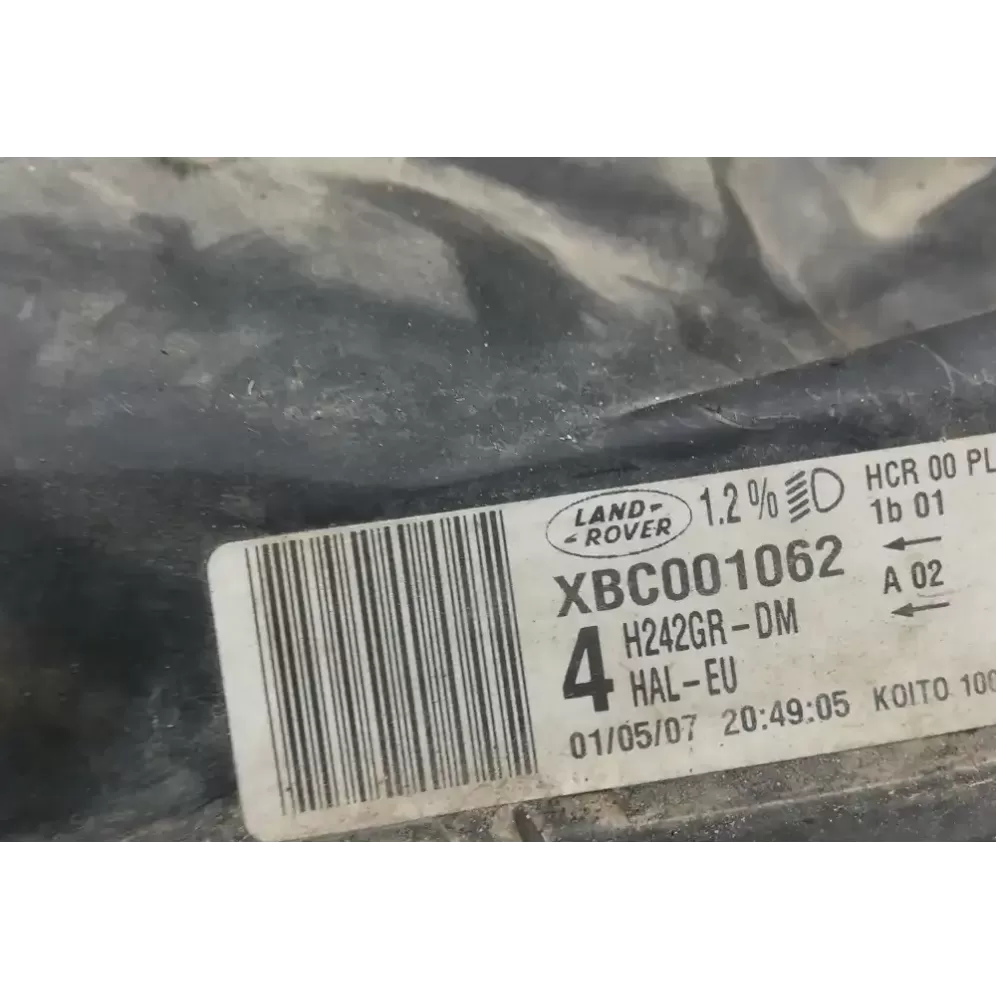 LAND-
ROVER
1.2%
HCR 00 PL
1b 01
XBC001062
A 02
4
H242GR-DM
HAL-EU
01/05/07 20:49:05 KOITO 100